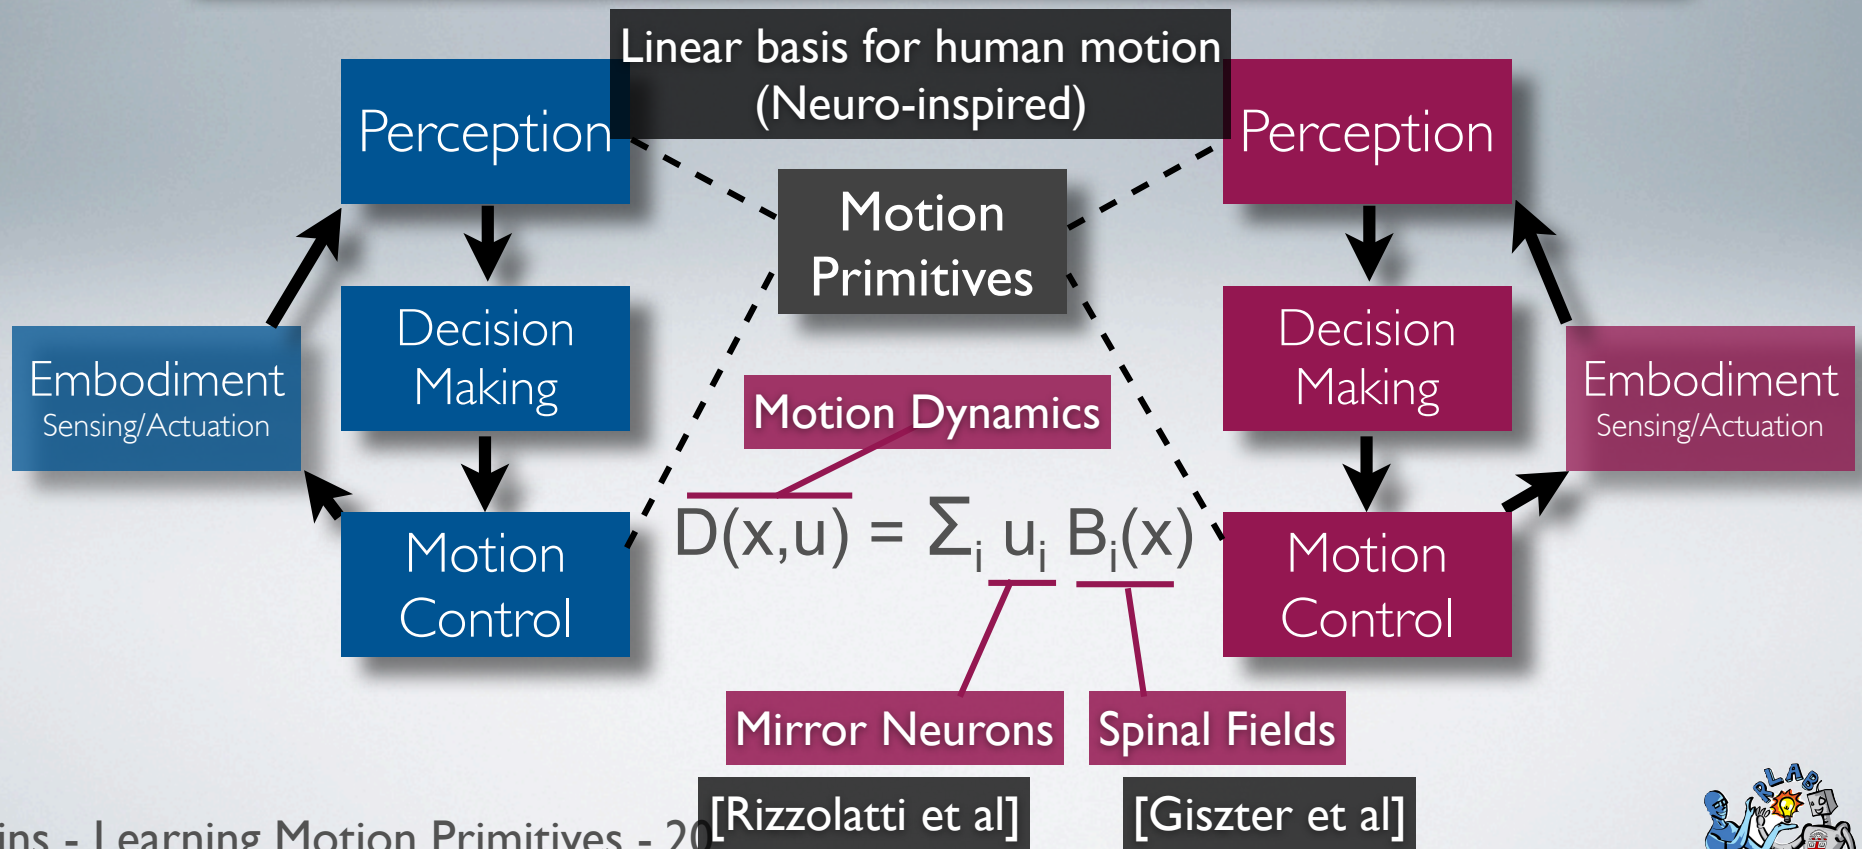 Linear basis for human motion
(Neuro-inspired)
Perception
Perception
Motion
Primitives
Decision
Making
Decision
Making
Embodiment
Sensing/Actuation
Embodiment
Sensing/Actuation
Motion Dynamics
D(x,u) = Σᵢ uᵢ Bᵢ(x)
Motion
Control
Motion
Control
Mirror Neurons
Spinal Fields
[Rizzolatti et al]
[Giszter et al]
- Learning Motion Primitives - 20
RLAB